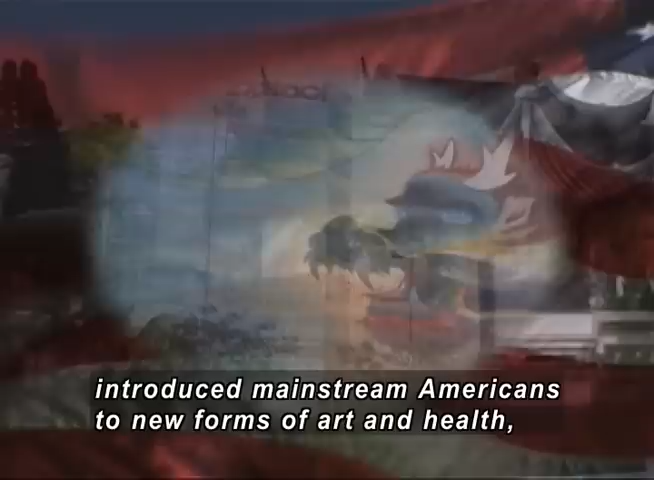 introduced mainstream Americans
to new forms of art and health,